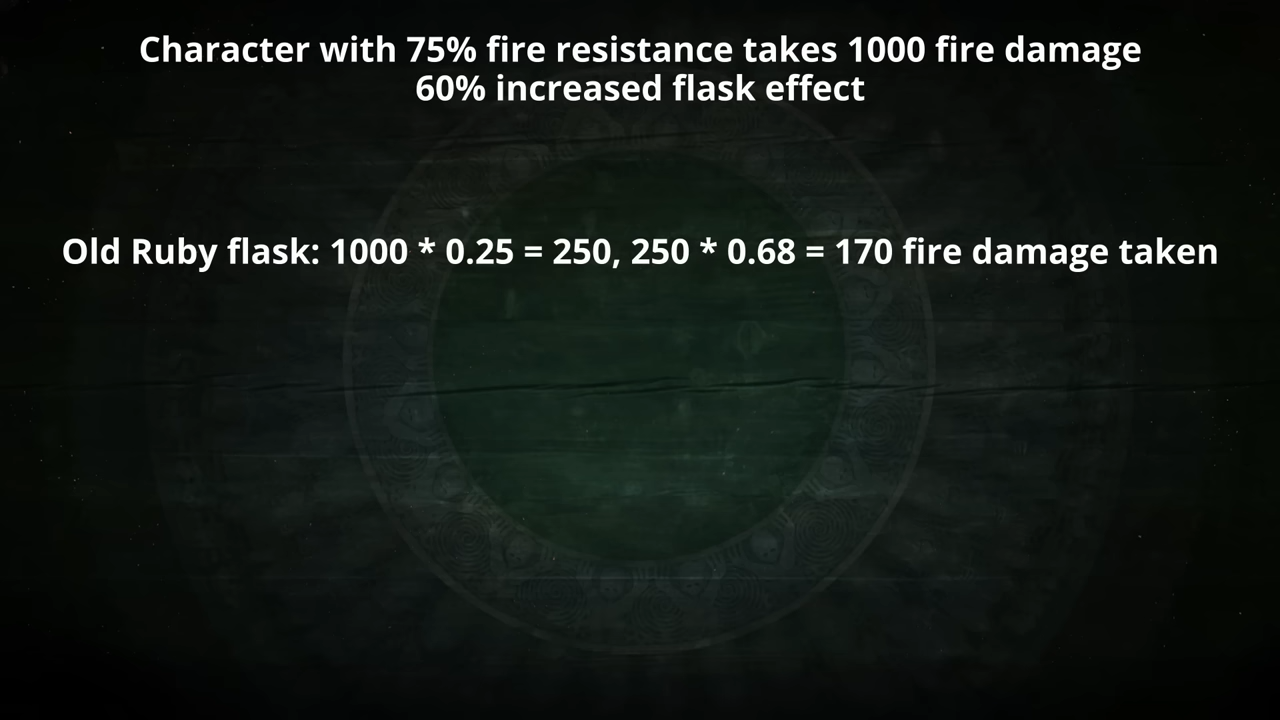 Character with 75% fire resistance takes 1000 fire damage
60% increased flask effect
Old Ruby flask: 1000 * 0.25 = 250, 250 * 0.68 = 170 fire damage taken